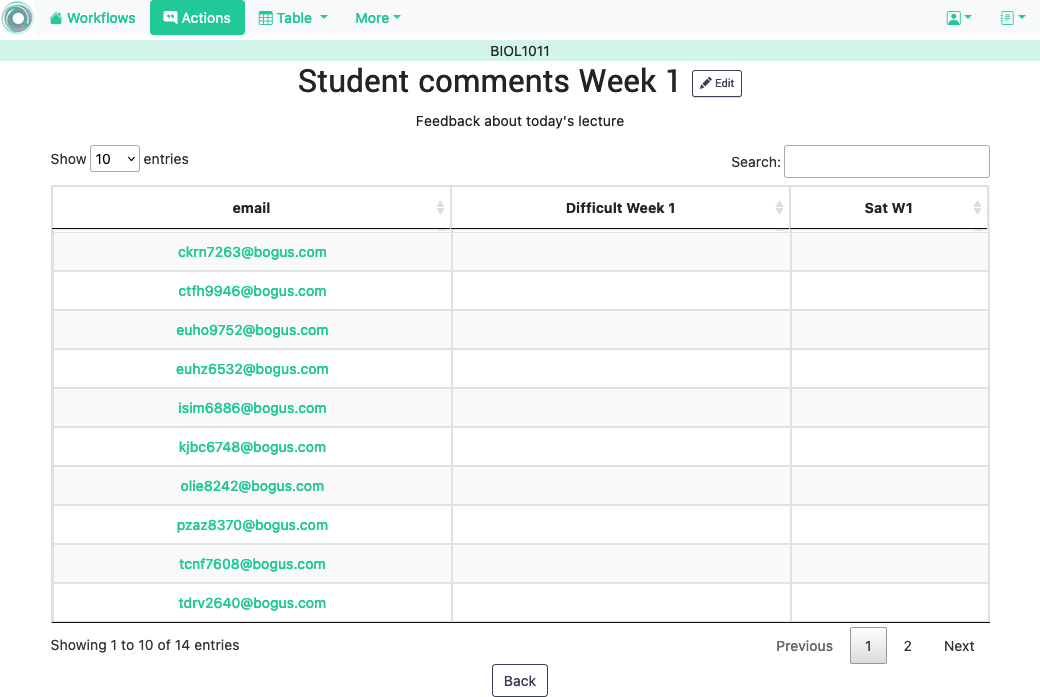 Workflows Actions Table More
BIOL1011
Student comments Week 1 Edit
Feedback about today's lecture
Show 10 entries Search:
email Difficult Week 1 Sat W1
ckrn7263@bogus.com
ctfh9946@bogus.com
euho9752@bogus.com
euhz6532@bogus.com
isim6886@bogus.com
kjbc6748@bogus.com
olie8242@bogus.com
pzaz8370@bogus.com
tcnf7608@bogus.com
tdrv2640@bogus.com
Showing 1 to 10 of 14 entries Previous 1 2 Next
Back